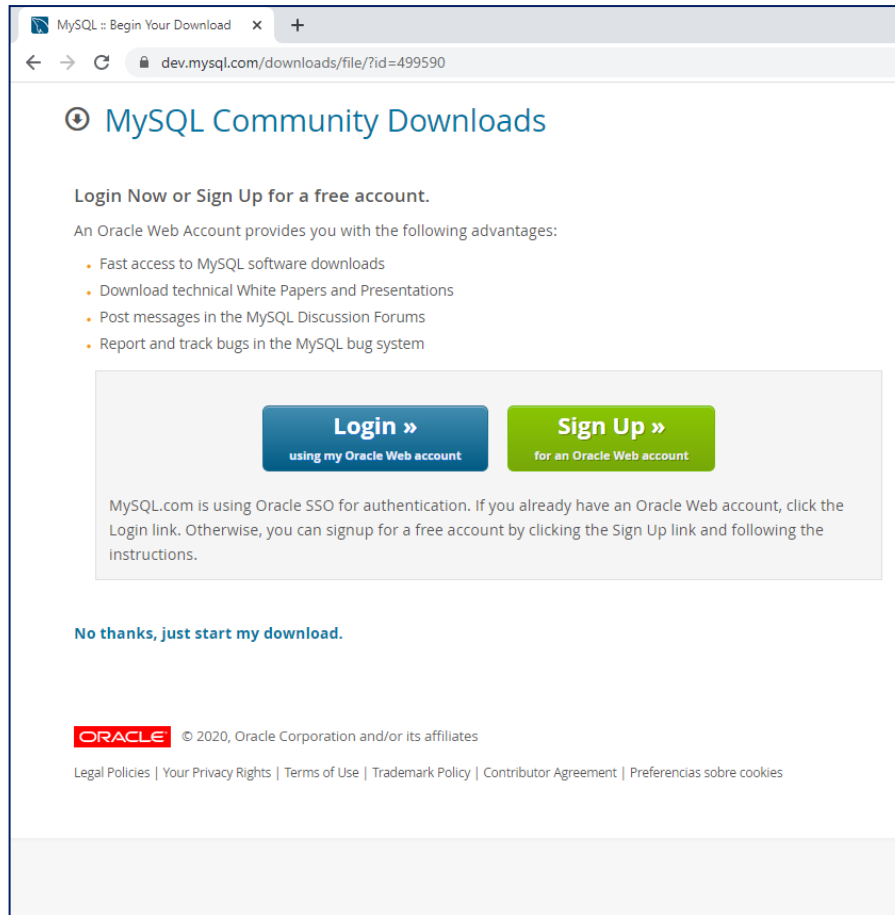 MySQL :: Begin Your Download
dev.mysql.com/downloads/file/?id=499590
MySQL Community Downloads
Login Now or Sign Up for a free account.
An Oracle Web Account provides you with the following advantages:
Fast access to MySQL software downloads
Download technical White Papers and Presentations
Post messages in the MySQL Discussion Forums
Report and track bugs in the MySQL bug system
Login »
using my Oracle Web account
Sign Up »
for an Oracle Web account
MySQL.com is using Oracle SSO for authentication. If you already have an Oracle Web account, click the
Login link. Otherwise, you can signup for a free account by clicking the Sign Up link and following the
instructions.
No thanks, just start my download.
ORACLE © 2020, Oracle Corporation and/or its affiliates
Legal Policies | Your Privacy Rights | Terms of Use | Trademark Policy | Contributor Agreement | Preferencias sobre cookies